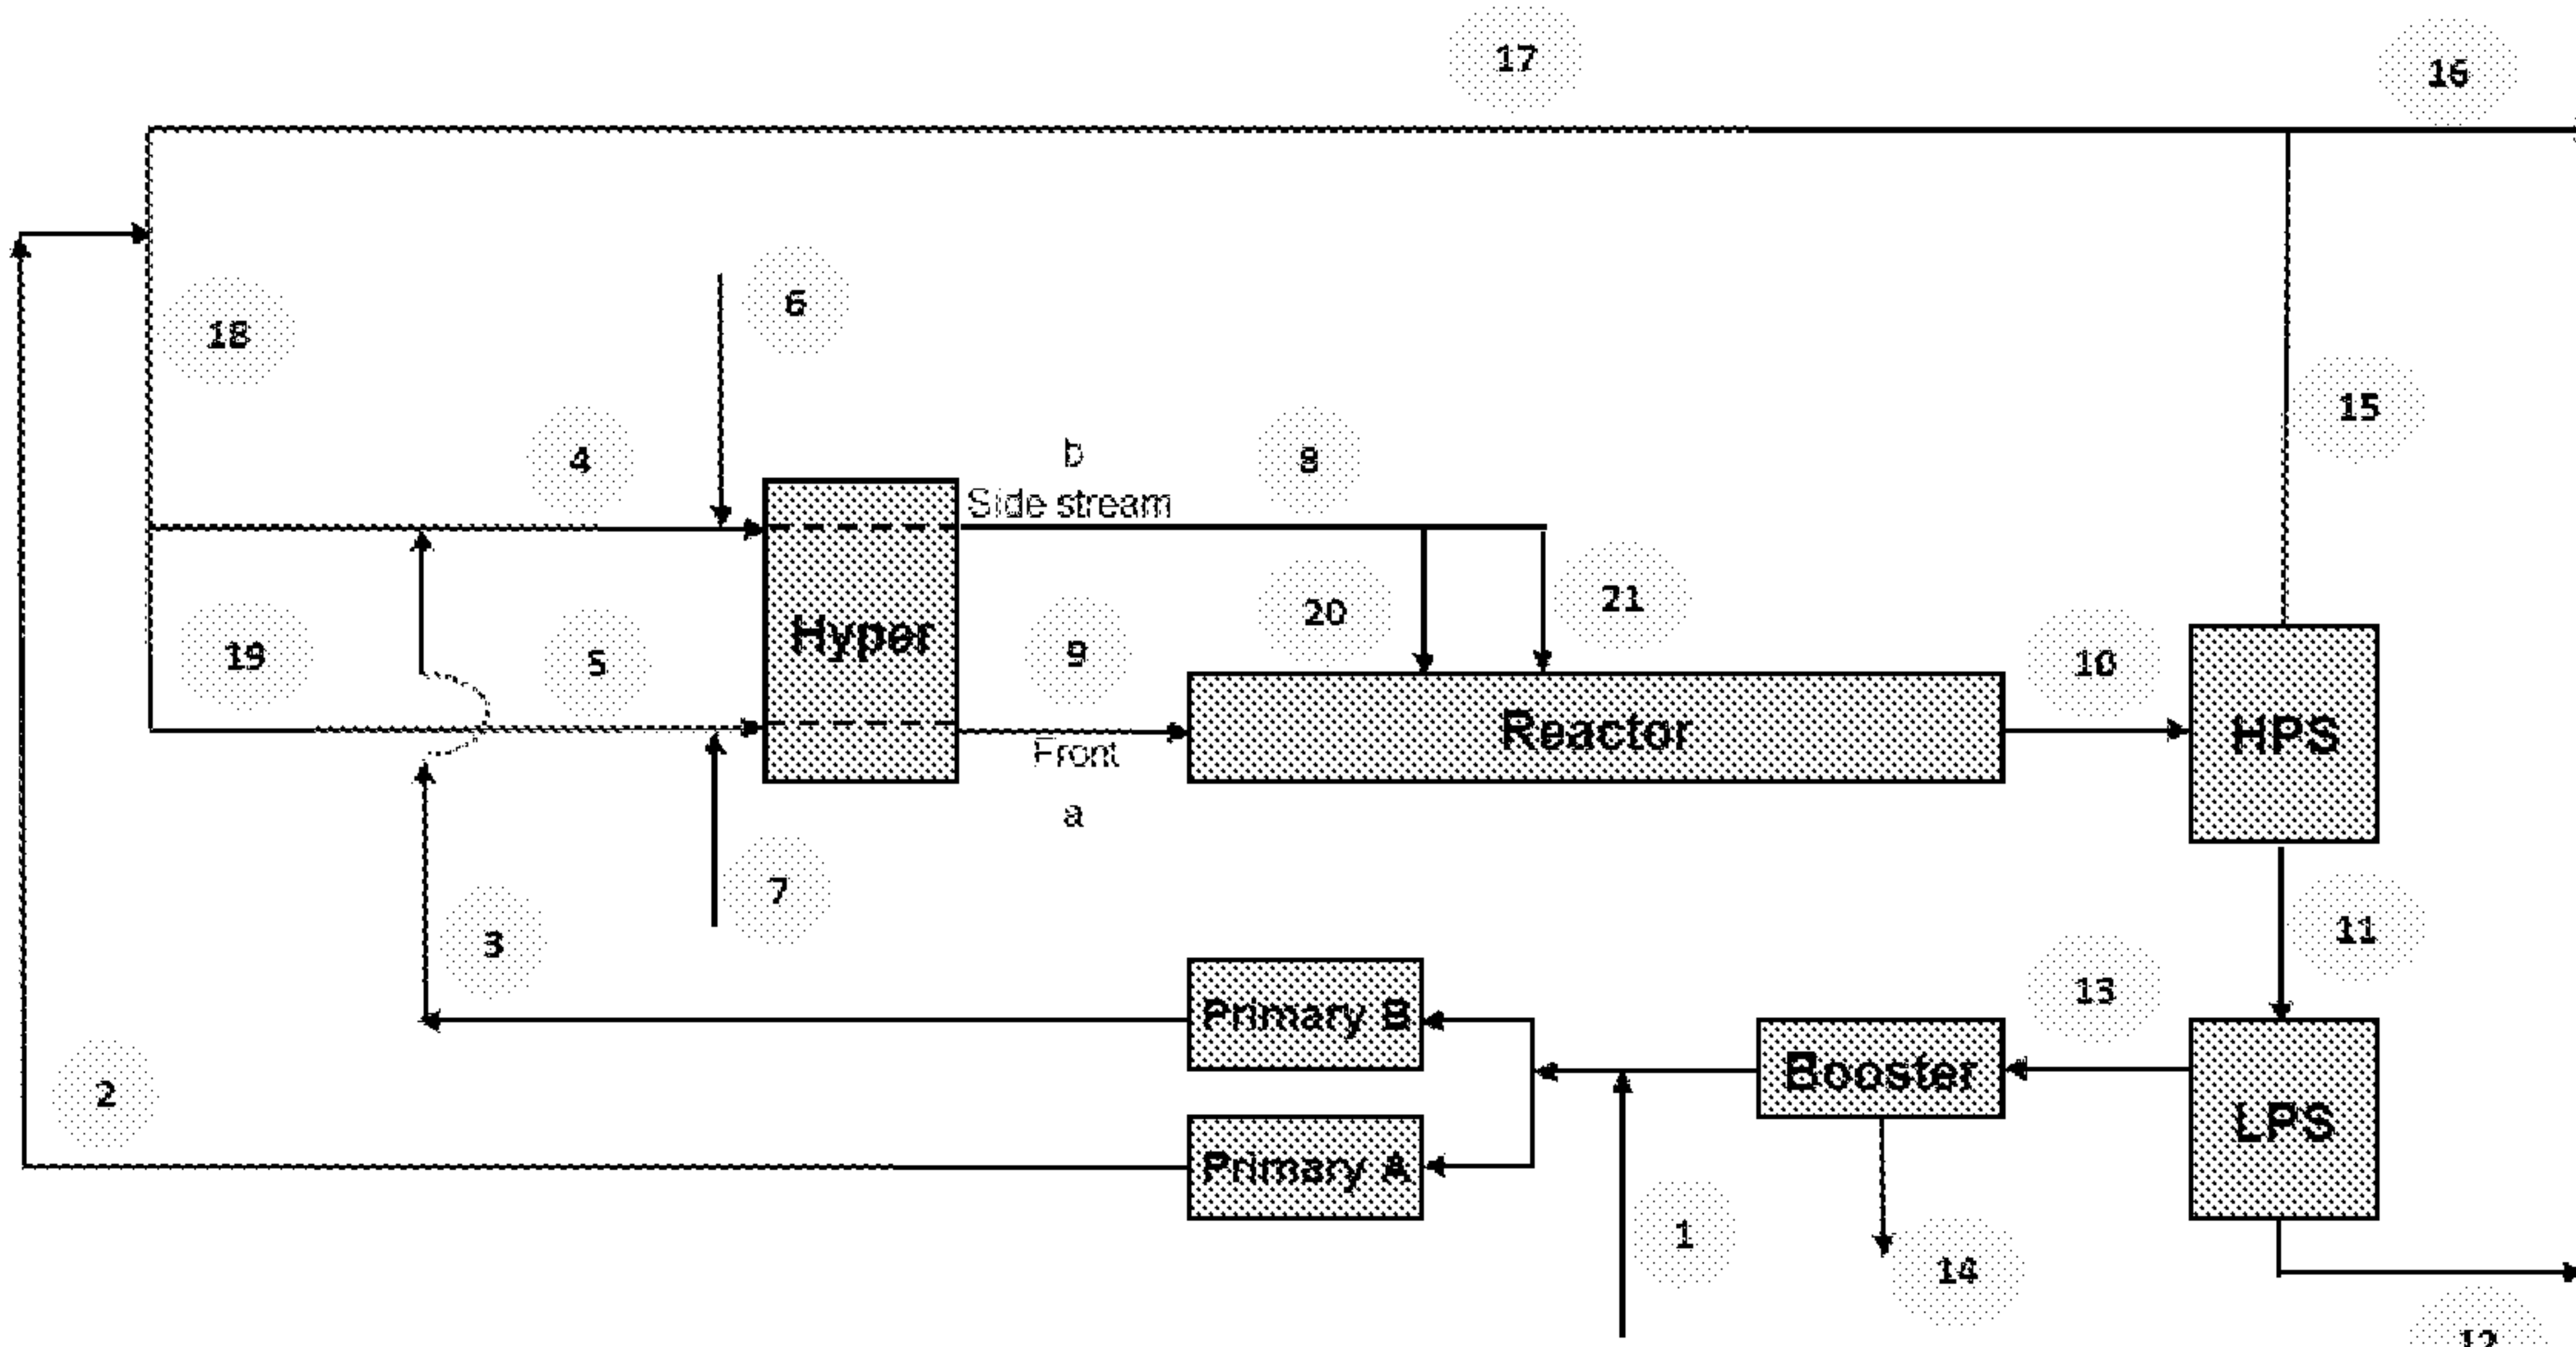 17
16
18
6
4
b
8
15
Side stream
20
21
19
5
Hyper
9
10
Reactor
HPS
Front
a
7
3
11
13
Primary B
Booster
2
LPS
Primary A
1
14
12